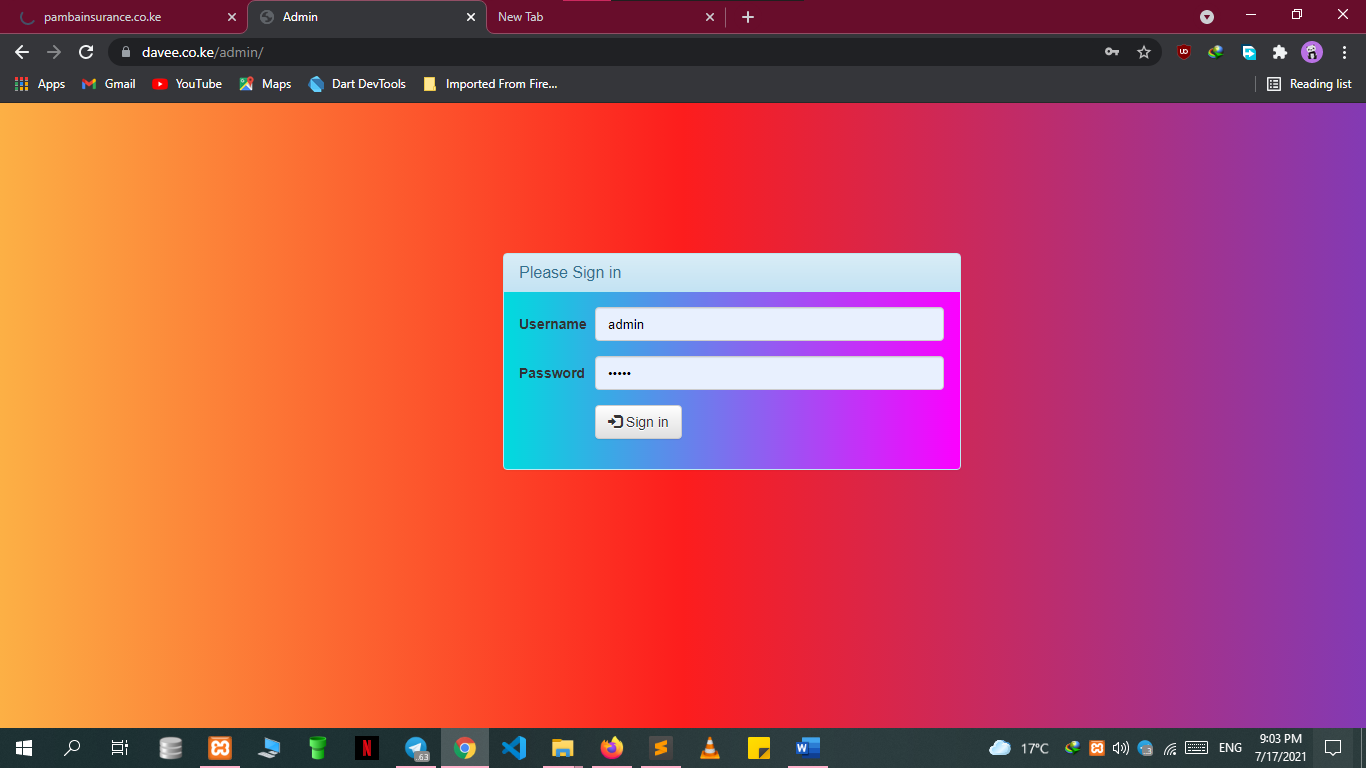 pambainsurance.co.ke
Admin
New Tab
davee.co.ke/admin/
Apps
Gmail
YouTube
Maps
Dart DevTools
Imported From Fire...
Reading list
Please Sign in
Username
admin
Password
•••••
Sign in
N
63
W
17°C
ENG
9:03 PM
7/17/2021